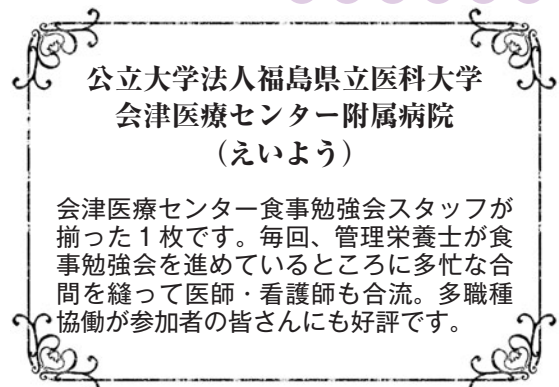 公立大学法人福島県立医科大学
会津医療センター附属病院
（えいよう）
会津医療センター食事勉強会スタッフが
揃った１枚です。毎回、管理栄養士が食
事勉強会を進めているところに多忙な合
間を縫って医師・看護師も合流。多職種
協働が参加者の皆さんにも好評です。